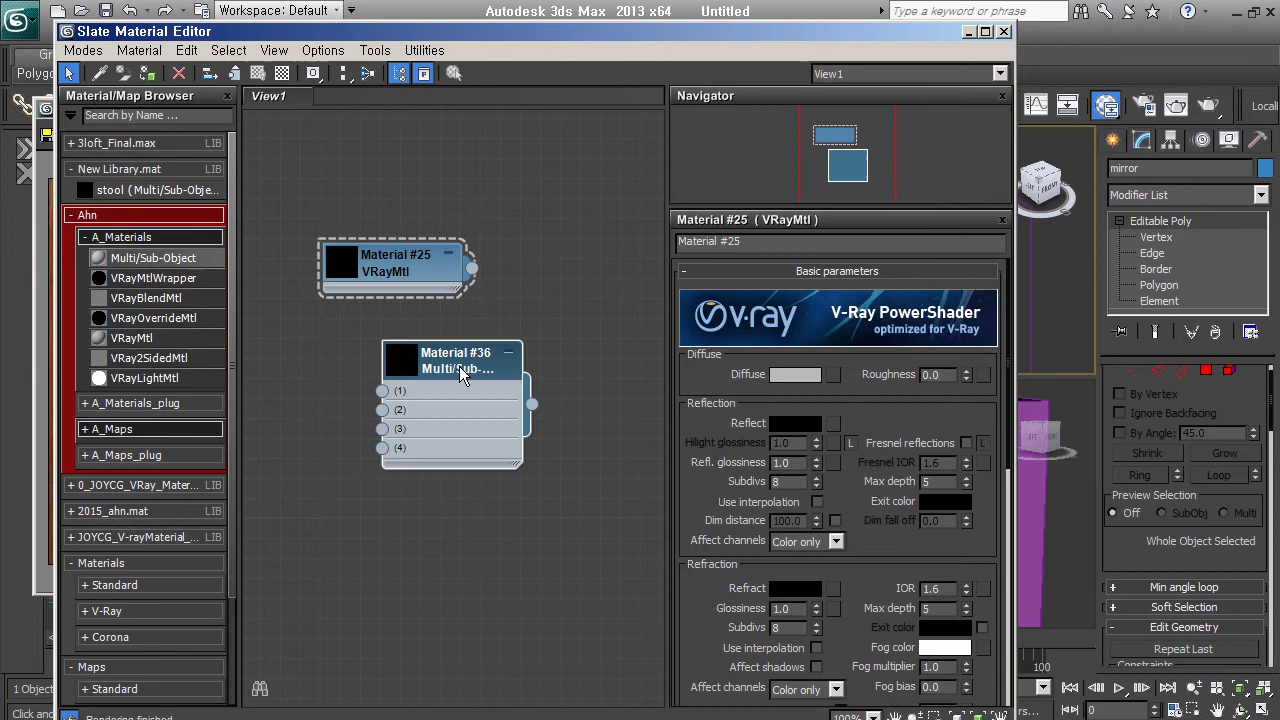 Workspace: Default
Autodesk 3ds Max  2013 x64    Untitled
Type a keyword or phrase
Slate Material Editor
Modes Material Edit Select View Options Tools Utilities
View1
Material/Map Browser
Search by Name ...
+ 3loft_Final.max LIB
- New Library.mat LIB
stool ( Multi/Sub-Obje...
- Ahn
- A_Materials
Multi/Sub-Object
VRayMtlWrapper
VRayBlendMtl
VRayOverrideMtl
VRayMtl
VRay2SidedMtl
VRayLightMtl
+ A_Materials_plug
+ A_Maps
+ A_Maps_plug
+ 0_JOYCG_VRay_Mater... LIB
+ 2015_ahn.mat LIB
+ JOYCG_V-rayMaterial_... LIB
- Materials
+ Standard
+ V-Ray
+ Corona
- Maps
+ Standard
Rendering finished
View1
Material #25
VRayMtl
Material #36
Multi/Sub-...
(1)
(2)
(3)
(4)
100%
Navigator
Material #25  ( VRayMtl )
Material #25
- Basic parameters
v·ray V-Ray PowerShader
optimized for V-Ray
Diffuse
Diffuse Roughness 0.0
Reflection
Reflect
Hilight glossiness 1.0 L Fresnel reflections L
Refl. glossiness 1.0 Fresnel IOR 1.6
Subdivs 8 Max depth 5
Use interpolation Exit color
Dim distance 100.0 Dim fall off 0.0
Affect channels Color only
Refraction
Refract IOR 1.6
Glossiness 1.0 Max depth 5
Subdivs 8 Exit color
Use interpolation Fog color
Affect shadows Fog multiplier 1.0
Affect channels Color only Fog bias 0.0
Polygo
FRONT
mirror
Modifier List
Editable Poly
Vertex
Edge
Border
Polygon
Element
By Vertex
Ignore Backfacing
By Angle: 45.0
Shrink Grow
Ring Loop
Preview Selection
Off SubObj Multi
Whole Object Selected
+ Min angle loop
+ Soft Selection
- Edit Geometry
Repeat Last
Constraints
1 Object
Click and
100
0